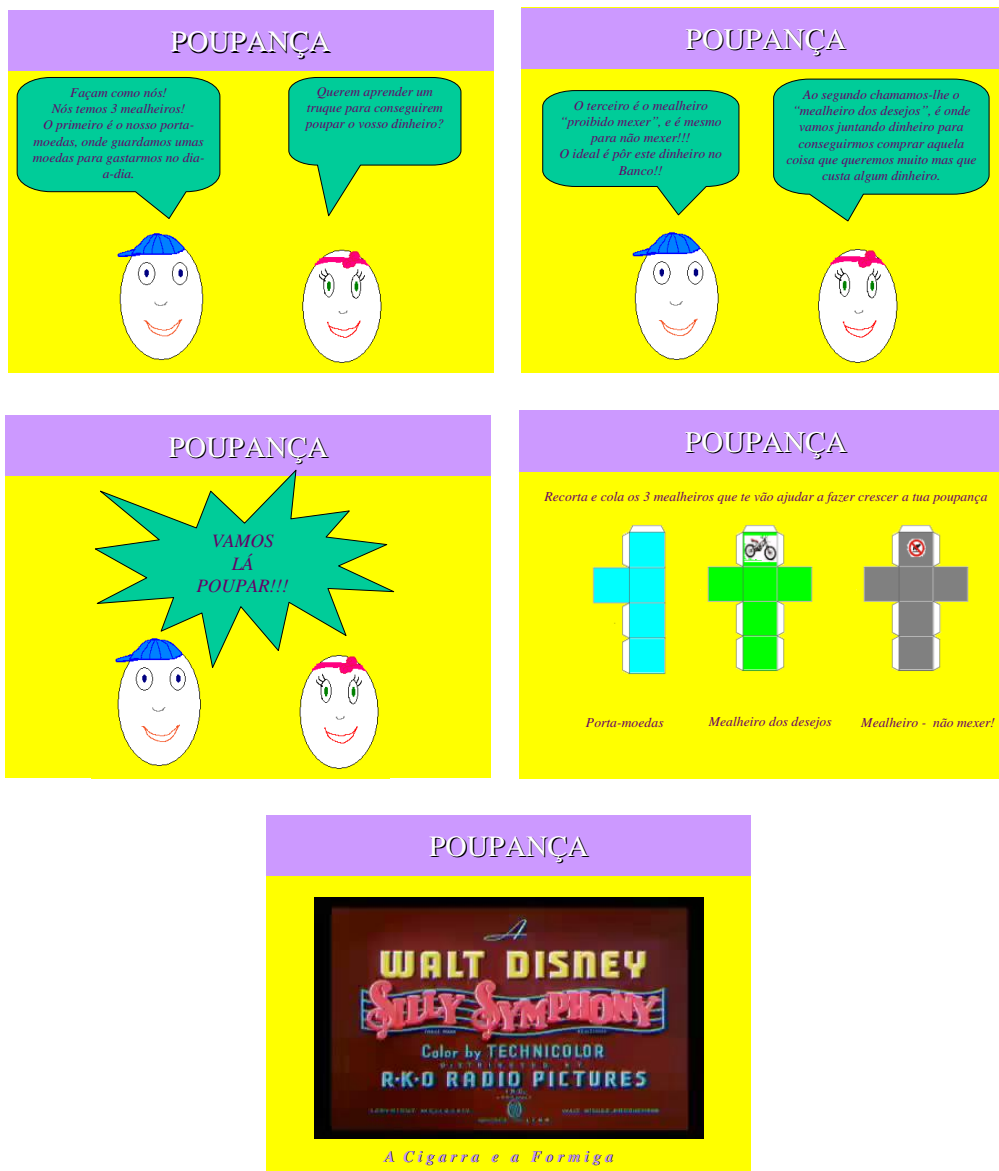 POUPANÇA
Façam como nós!
Nós temos 3 mealheiros!
O primeiro é o nosso porta-
moedas, onde guardamos umas
moedas para gastarmos no dia-
a-dia.
Querem aprender um
truque para conseguirem
poupar o vosso dinheiro?
POUPANÇA
O terceiro é o mealheiro
“proibido mexer”, e é mesmo
para não mexer!!!
O ideal é pôr este dinheiro no
Banco!!
Ao segundo chamamos-lhe o
“mealheiro dos desejos”, é onde
vamos juntando dinheiro para
conseguirmos comprar aquela
coisa que queremos muito mas que
custa algum dinheiro.
POUPANÇA
VAMOS
LÁ
POUPAR!!!
POUPANÇA
Recorta e cola os 3 mealheiros que te vão ajudar a fazer crescer a tua poupança
Porta-moedas
Mealheiro dos desejos
Mealheiro - não mexer!
POUPANÇA
A
WALT DISNEY
SILLY SYMPHONY
Color by TECHNICOLOR
DISTRIBUTED BY
R·K·O RADIO PICTURES
INC.
A Cigarra e a Formiga